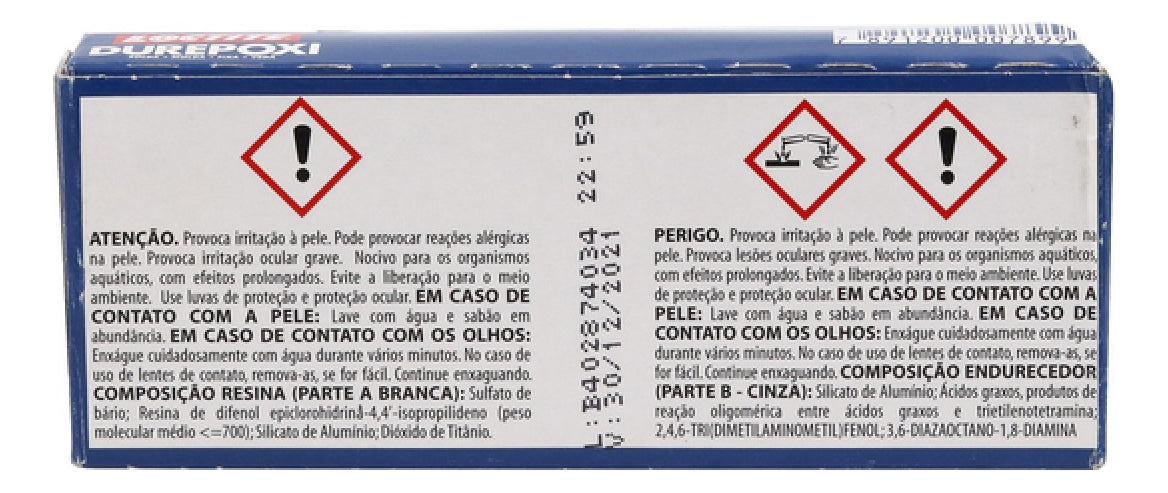 LOCTITE
DUREPOXI
7 891200 007899
ATENÇÃO. Provoca irritação à pele. Pode provocar reações alérgicas
na pele. Provoca irritação ocular grave. Nocivo para os organismos
aquáticos, com efeitos prolongados. Evite a liberação para o meio
ambiente. Use luvas de proteção e proteção ocular. EM CASO DE
CONTATO COM A PELE: Lave com água e sabão em
abundância. EM CASO DE CONTATO COM OS OLHOS:
Enxágue cuidadosamente com água durante vários minutos. No caso de
uso de lentes de contato, remova-as, se for fácil. Continue enxaguando.
COMPOSIÇÃO RESINA (PARTE A BRANCA): Sulfato de
bário; Resina de difenol epiclorohidrinâ-4,4'-isopropilideno (peso
molecular médio <=700); Silicato de Alumínio; Dióxido de Titânio.
L: B402874034 22:59
V: 30/12/2021
PERIGO. Provoca irritação à pele. Pode provocar reações alérgicas na
pele. Provoca lesões oculares graves. Nocivo para os organismos aquáticos,
com efeitos prolongados. Evite a liberação para o meio ambiente. Use luvas
de proteção e proteção ocular. EM CASO DE CONTATO COM A
PELE: Lave com água e sabão em abundância. EM CASO DE
CONTATO COM OS OLHOS: Enxágue cuidadosamente com água
durante vários minutos. No caso de uso de lentes de contato, remova-as, se
for fácil. Continue enxaguando. COMPOSIÇÃO ENDURECEDOR
(PARTE B - CINZA): Silicato de Alumínio; Ácidos graxos, produtos de
reação oligomérica entre ácidos graxos e trietilenotetramina;
2,4,6-TRI(DIMETILAMINOMETIL)FENOL; 3,6-DIAZAOCTANO-1,8-DIAMINA